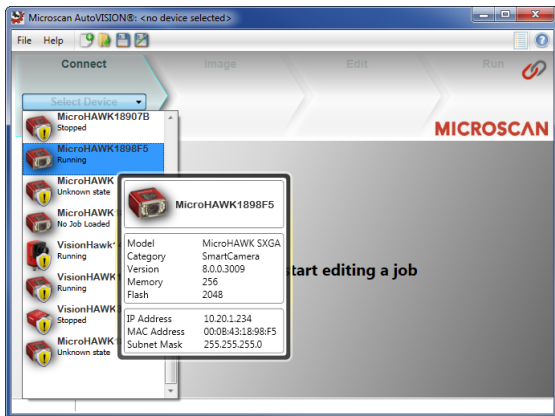 Microscan AutoVISION®: <no device selected>
File Help
Connect Image Edit Run
Select Device
MICROSCAN
MicroHAWK18907B
Stopped
MicroHAWK1898F5
Running
MicroHAWK
Unknown state
MicroHAWK
No Job Loaded
VisionHawk
Running
VisionHAWK
Running
VisionHAWK
Stopped
MicroHAWK
Unknown state
MicroHAWK1898F5
Model MicroHAWK SXGA
Category SmartCamera
Version 8.0.0.3009
Memory 256
Flash 2048
IP Address 10.20.1.234
MAC Address 00:0B:43:18:98:F5
Subnet Mask 255.255.255.0
start editing a job